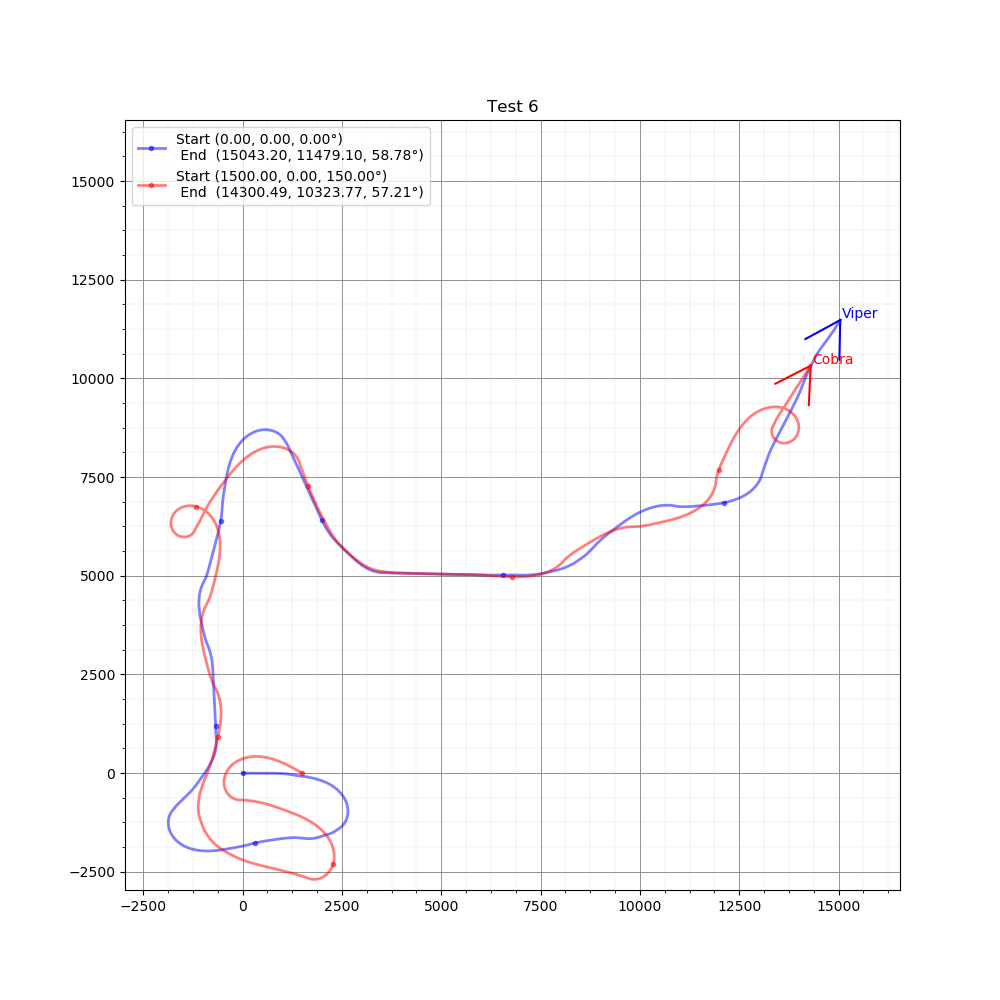 Test 6
Start (0.00, 0.00, 0.00°)
End (15043.20, 11479.10, 58.78°)
Start (1500.00, 0.00, 150.00°)
End (14300.49, 10323.77, 57.21°)
15000
12500
10000
7500
5000
2500
0
−2500
Viper
Cobra
−2500 0 2500 5000 7500 10000 12500 15000